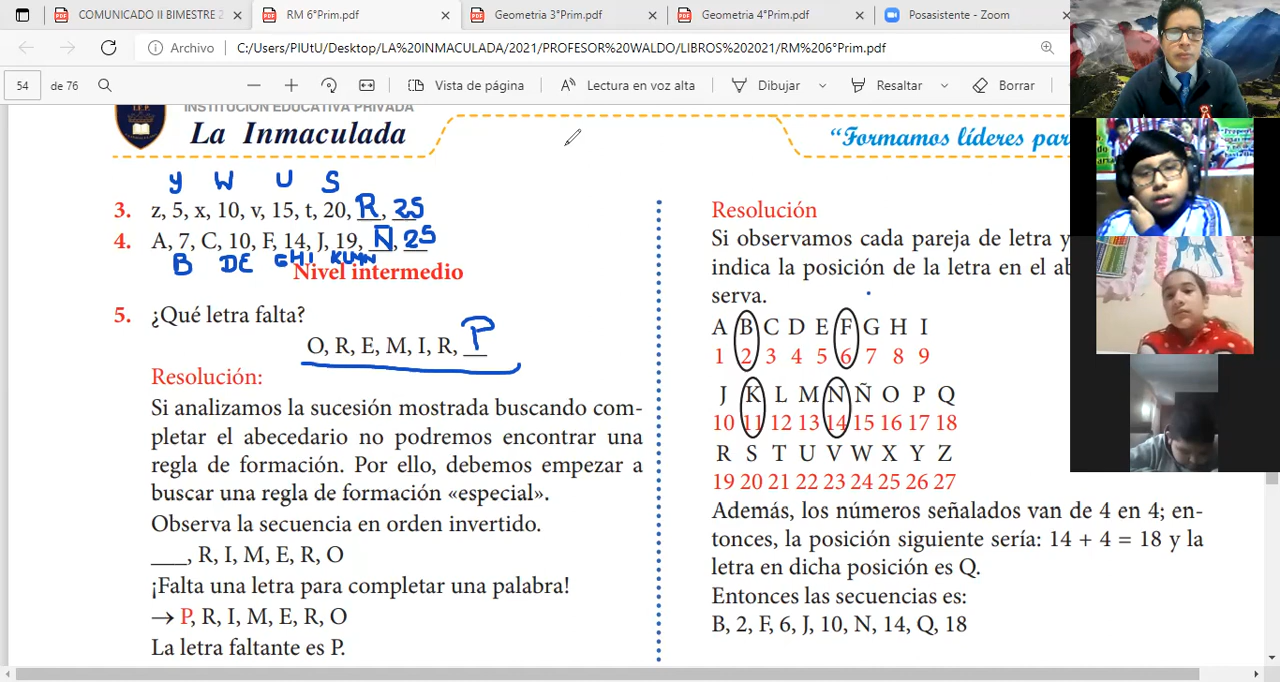 COMUNICADO II BIMESTRE 2
RM 6°Prim.pdf
Geometria 3°Prim.pdf
Geometria 4°Prim.pdf
Posasistente - Zoom
Archivo
C:/Users/PIUtU/Desktop/LA%20INMACULADA/2021/PROFESOR%20WALDO/LIBROS%202021/RM%206°Prim.pdf
54 de 76
Vista de página
Lectura en voz alta
Dibujar
Resaltar
Borrar
INSTITUCIÓN EDUCATIVA PRIVADA
La Inmaculada
“Formamos líderes par
Y W U S
3. z, 5, x, 10, v, 15, t, 20, R, 25
4. A, 7, C, 10, F, 14, J, 19, Ñ, 25
B DE GHI KLMN
Nivel intermedio
5. ¿Qué letra falta?
O, R, E, M, I, R, P
Resolución:
Si analizamos la sucesión mostrada buscando com-
pletar el abecedario no podremos encontrar una
regla de formación. Por ello, debemos empezar a
buscar una regla de formación «especial».
Observa la secuencia en orden invertido.
___, R, I, M, E, R, O
¡Falta una letra para completar una palabra!
→ P, R, I, M, E, R, O
La letra faltante es P.
Resolución
Si observamos cada pareja de letra y
indica la posición de la letra en el ab
serva.
A B C D E F G H I
1 2 3 4 5 6 7 8 9
J K L M N Ñ O P Q
10 11 12 13 14 15 16 17 18
R S T U V W X Y Z
19 20 21 22 23 24 25 26 27
Además, los números señalados van de 4 en 4; en-
tonces, la posición siguiente sería: 14 + 4 = 18 y la
letra en dicha posición es Q.
Entonces las secuencias es:
B, 2, F, 6, J, 10, N, 14, Q, 18